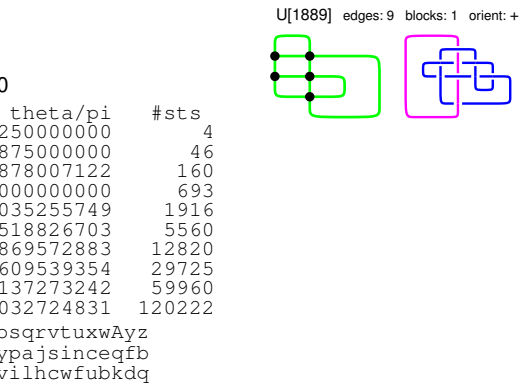 U[1889] edges: 9 blocks: 1 orient: +
0
theta/pi #sts
250000000 4
875000000 46
878007122 160
000000000 693
035255749 1916
518826703 5560
869572883 12820
609539354 29725
137273242 59960
032724831 120222
osqrvtuxwAyz
ypajsinceqfb
vilhcwfubkdq